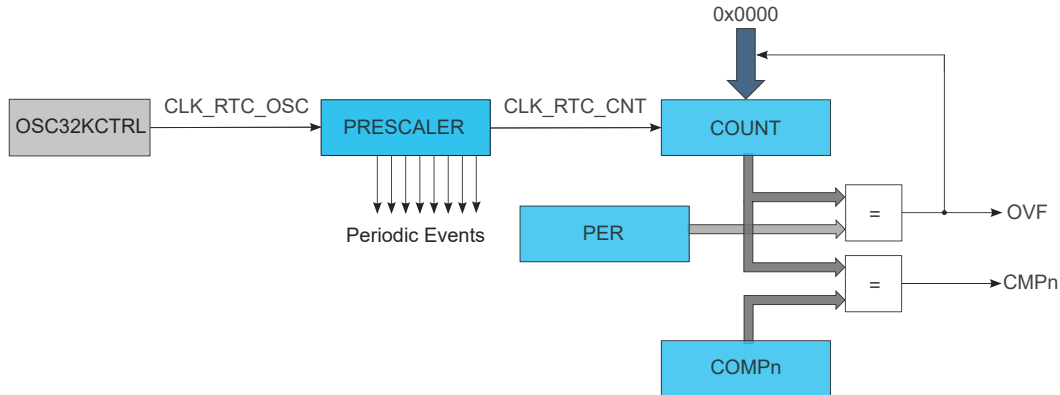 0x0000
CLK_RTC_OSC
CLK_RTC_CNT
OSC32KCTRL
PRESCALER
COUNT
Periodic Events
PER
=
OVF
=
CMPn
COMPn